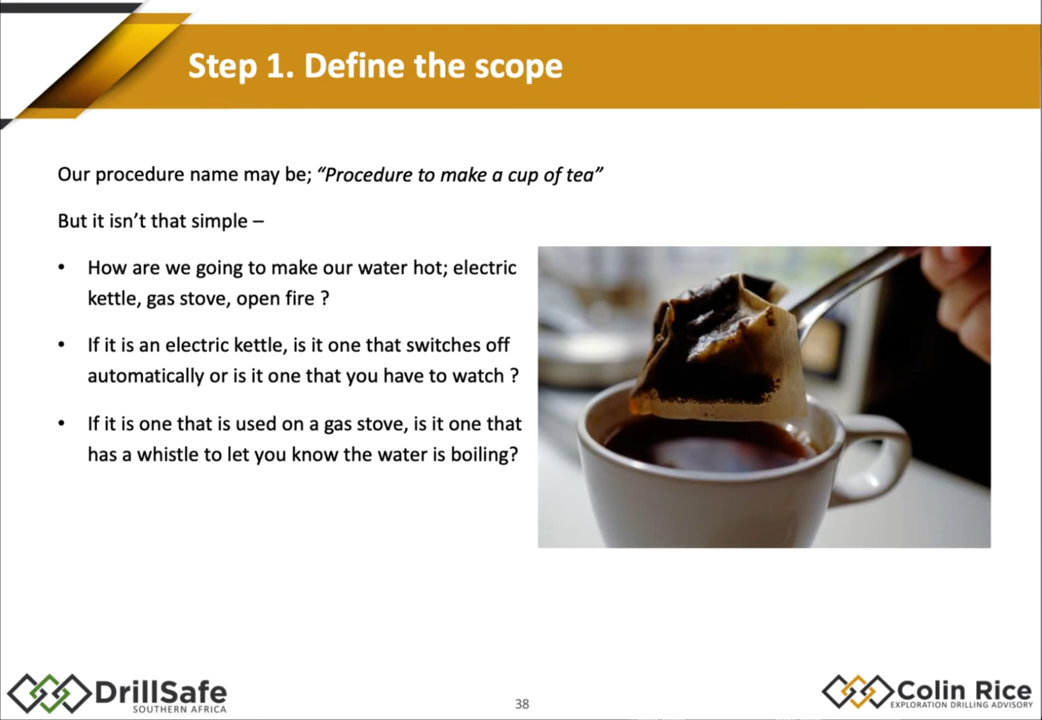 Step 1. Define the scope
Our procedure name may be; “Procedure to make a cup of tea”
But it isn’t that simple –
• How are we going to make our water hot; electric
kettle, gas stove, open fire ?
• If it is an electric kettle, is it one that switches off
automatically or is it one that you have to watch ?
• If it is one that is used on a gas stove, is it one that
has a whistle to let you know the water is boiling?
DrillSafe
SOUTHERN AFRICA
38
Colin Rice
EXPLORATION DRILLING ADVISORY